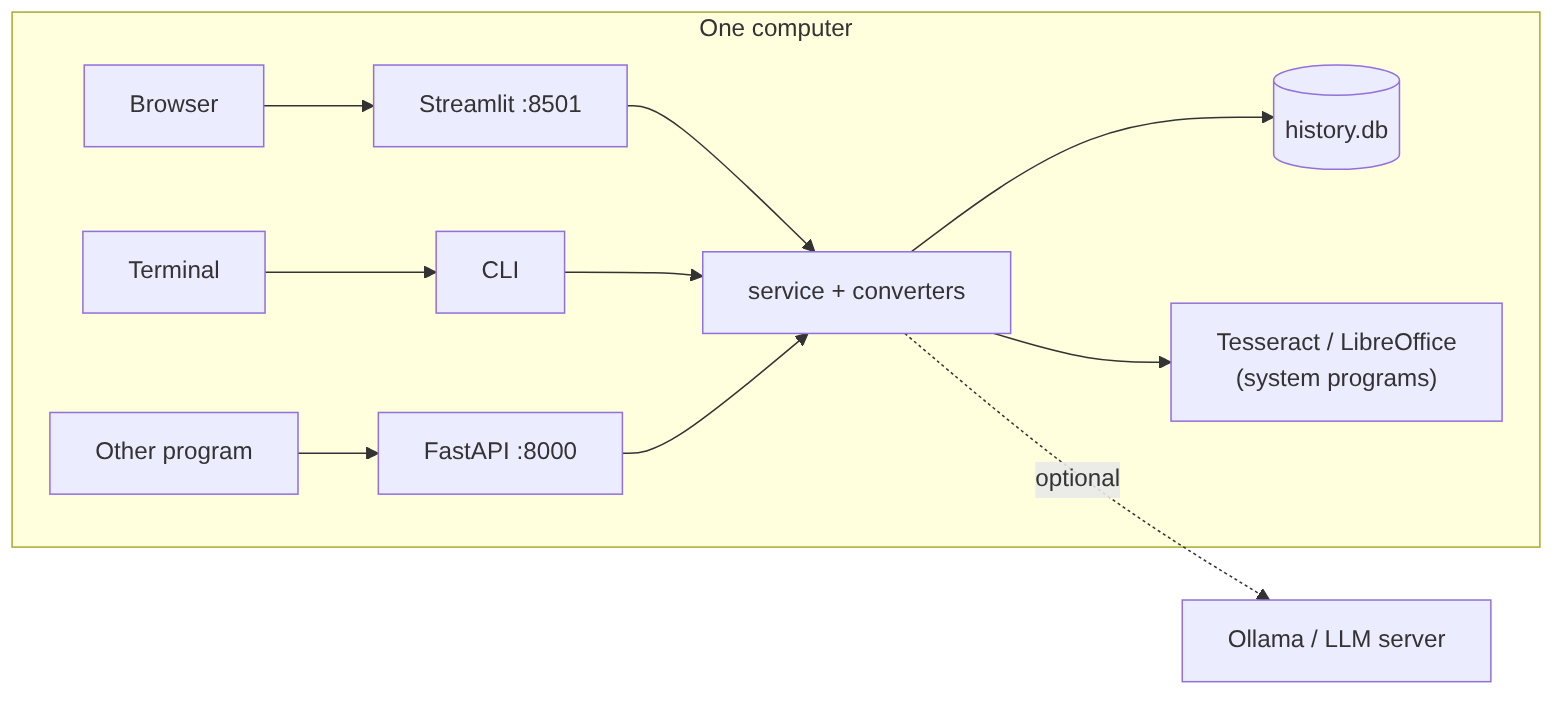 One computer
Browser
Streamlit :8501
history.db
Terminal
CLI
service + converters
Tesseract / LibreOffice
(system programs)
Other program
FastAPI :8000
optional
Ollama / LLM server